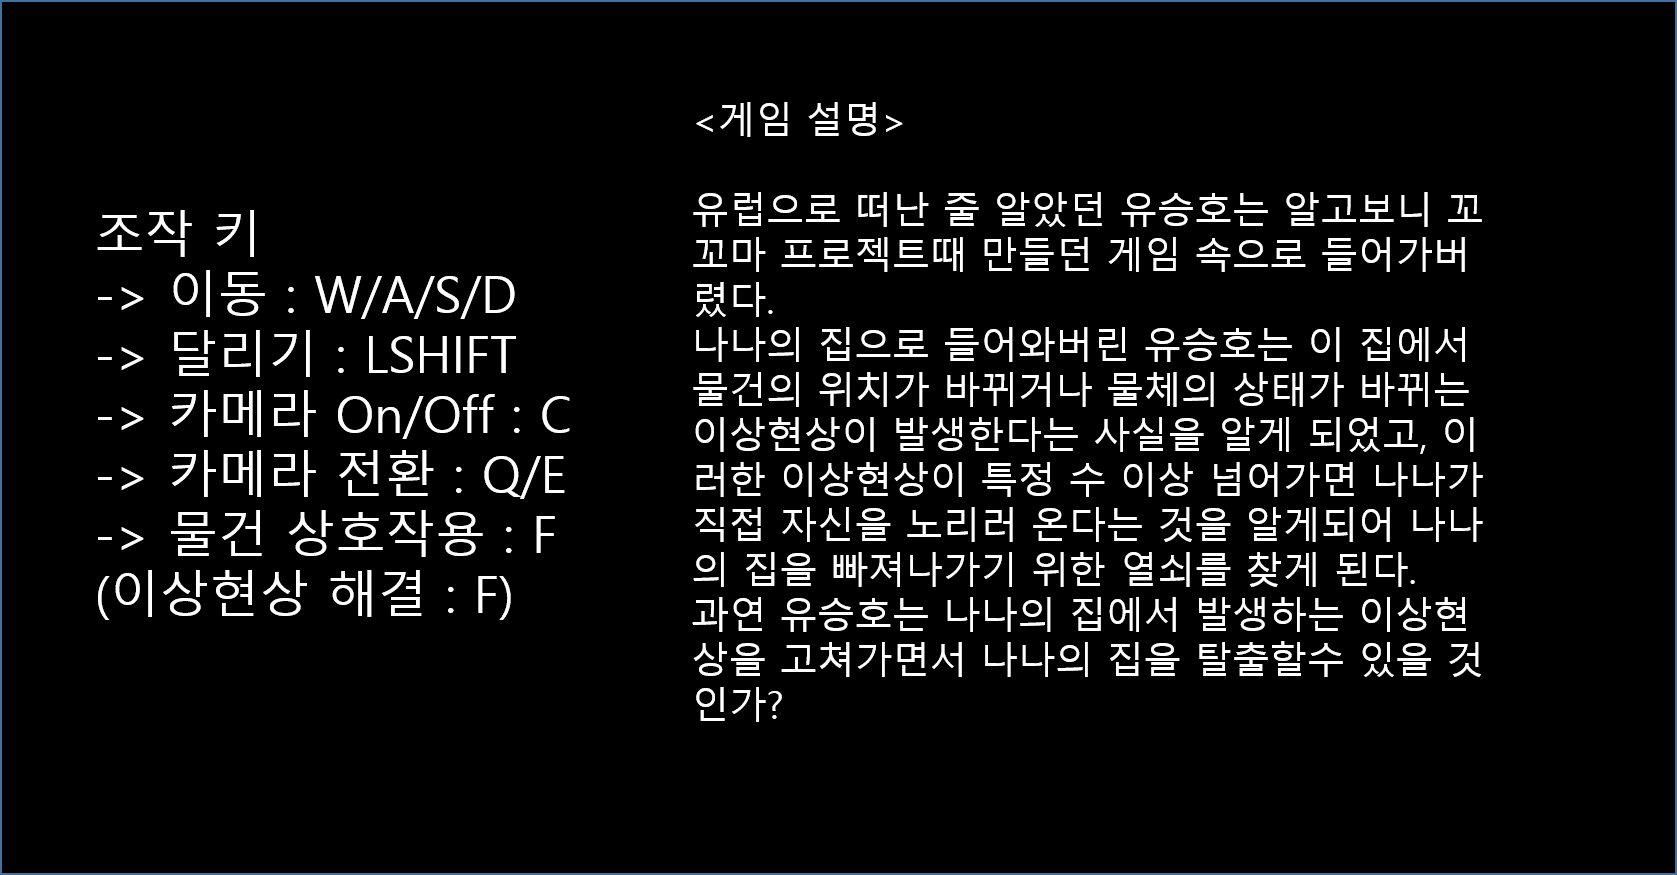 조작 키
-> 이동 : W/A/S/D
-> 달리기 : LSHIFT
-> 카메라 On/Off : C
-> 카메라 전환 : Q/E
-> 물건 상호작용 : F
(이상현상 해결 : F)
<게임 설명>
유럽으로 떠난 줄 알았던 유승호는 알고보니 꼬
꼬마 프로젝트때 만들던 게임 속으로 들어가버
렸다.
나나의 집으로 들어와버린 유승호는 이 집에서
물건의 위치가 바뀌거나 물체의 상태가 바뀌는
이상현상이 발생한다는 사실을 알게 되었고, 이
러한 이상현상이 특정 수 이상 넘어가면 나나가
직접 자신을 노리러 온다는 것을 알게되어 나나
의 집을 빠져나가기 위한 열쇠를 찾게 된다.
과연 유승호는 나나의 집에서 발생하는 이상현
상을 고쳐가면서 나나의 집을 탈출할수 있을 것
인가?